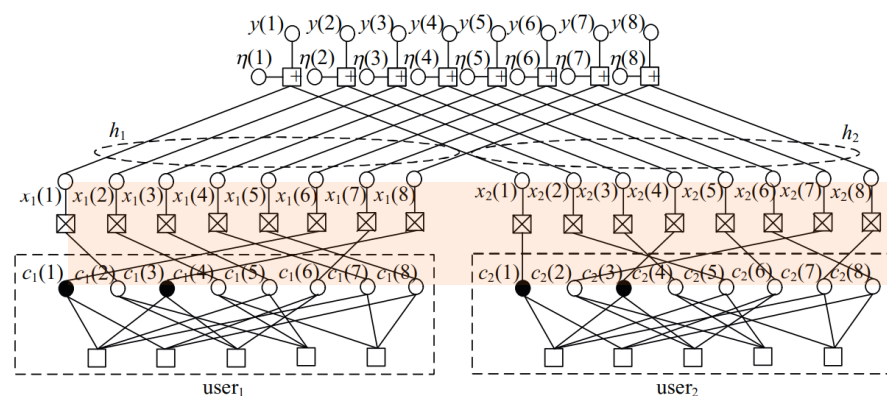 y(1) y(2) y(3) y(4) y(5) y(6) y(7) y(8)
η(1) η(2) η(3) η(4) η(5) η(6) η(7) η(8)
h₁ h₂
x₁(1) x₁(2) x₁(3) x₁(4) x₁(5) x₁(6) x₁(7) x₁(8) x₂(1) x₂(2) x₂(3) x₂(4) x₂(5) x₂(6) x₂(7) x₂(8)
c₁(1) c₁(2) c₁(3) c₁(4) c₁(5) c₁(6) c₁(7) c₁(8) c₂(1) c₂(2) c₂(3) c₂(4) c₂(5) c₂(6) c₂(7) c₂(8)
user₁ user₂